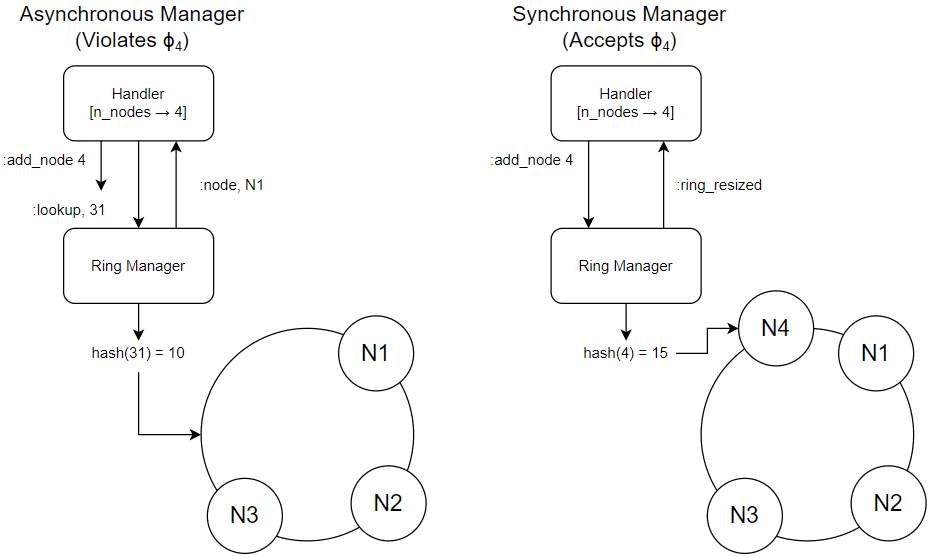 Asynchronous Manager
(Violates ϕ₄)
Handler
[n_nodes → 4]
:add_node 4
:node, N1
:lookup, 31
Ring Manager
hash(31) = 10
N1
N2
N3
Synchronous Manager
(Accepts ϕ₄)
Handler
[n_nodes → 4]
:add_node 4
:ring_resized
Ring Manager
hash(4) = 15
N4
N1
N2
N3